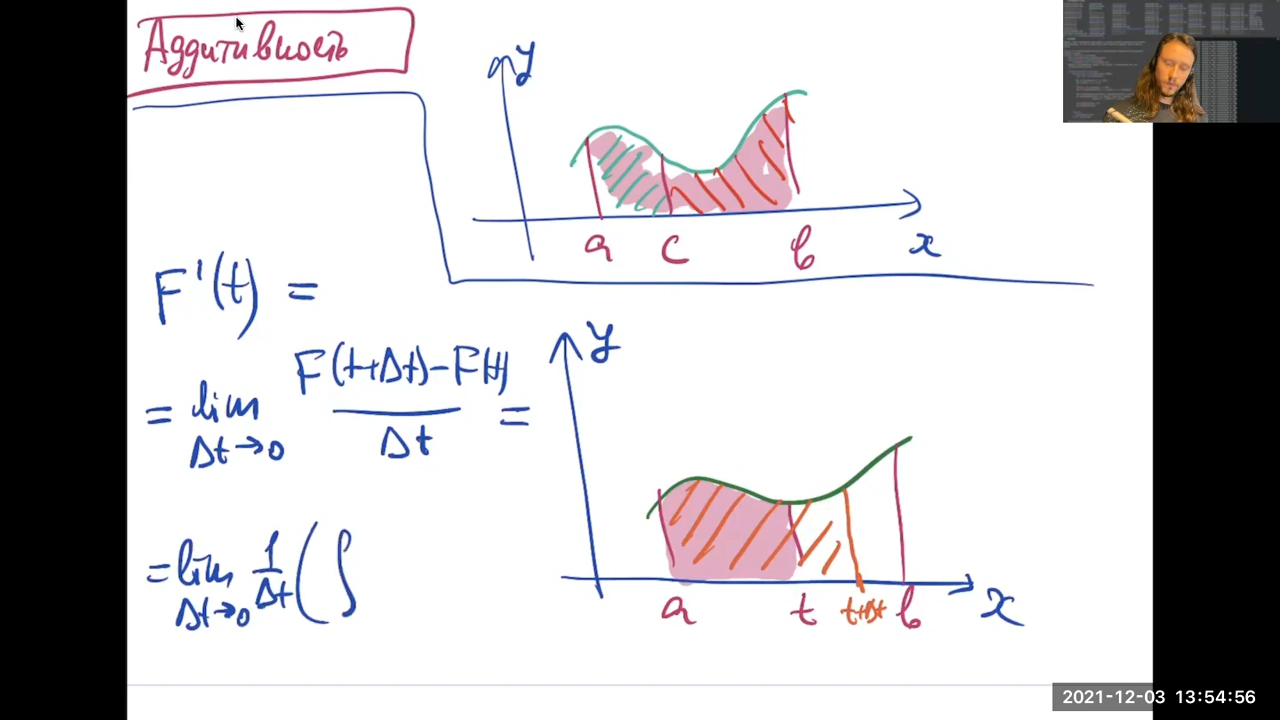 Аддитивность
y
a c b x
F'(t) =
= lim Δt→0 F(t+Δt)-F(t) / Δt =
y
= lim Δt→0 1/Δt ( ∫
a t t+Δt b x
2021-12-03 13:54:56